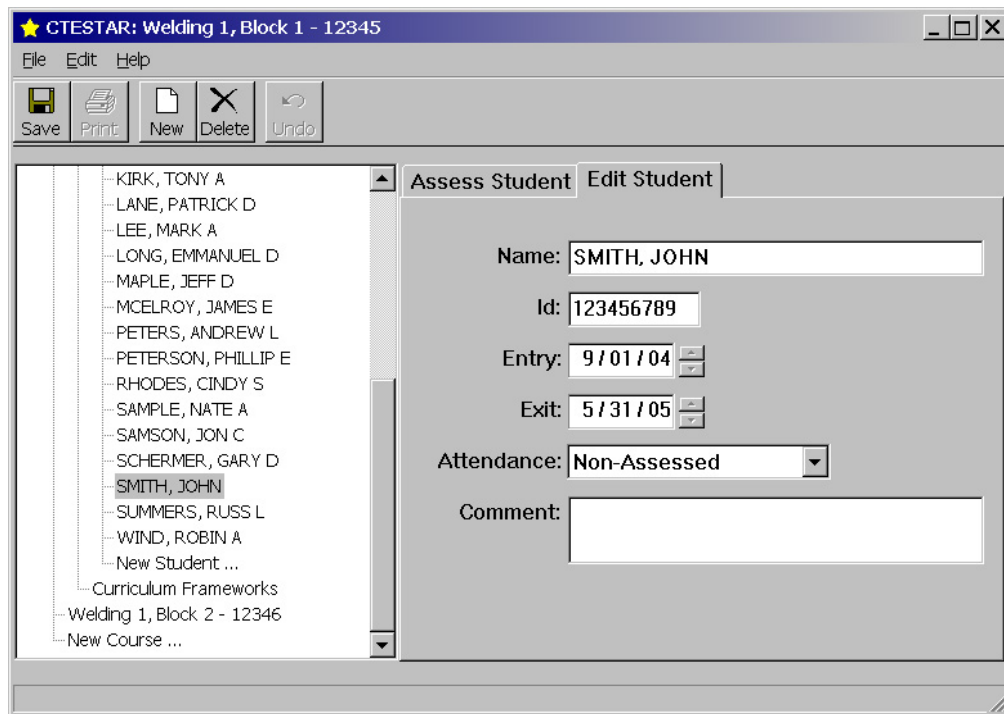 CTESTAR: Welding 1, Block 1 - 12345
File Edit Help
Save Print New Delete Undo
KIRK, TONY A
LANE, PATRICK D
LEE, MARK A
LONG, EMMANUEL D
MAPLE, JEFF D
MCELROY, JAMES E
PETERS, ANDREW L
PETERSON, PHILLIP E
RHODES, CINDY S
SAMPLE, NATE A
SAMSON, JON C
SCHERMER, GARY D
SMITH, JOHN
SUMMERS, RUSS L
WIND, ROBIN A
New Student ...
Curriculum Frameworks
Welding 1, Block 2 - 12346
New Course ...
Assess Student Edit Student
Name: SMITH, JOHN
Id: 123456789
Entry: 9/01/04
Exit: 5/31/05
Attendance: Non-Assessed
Comment: